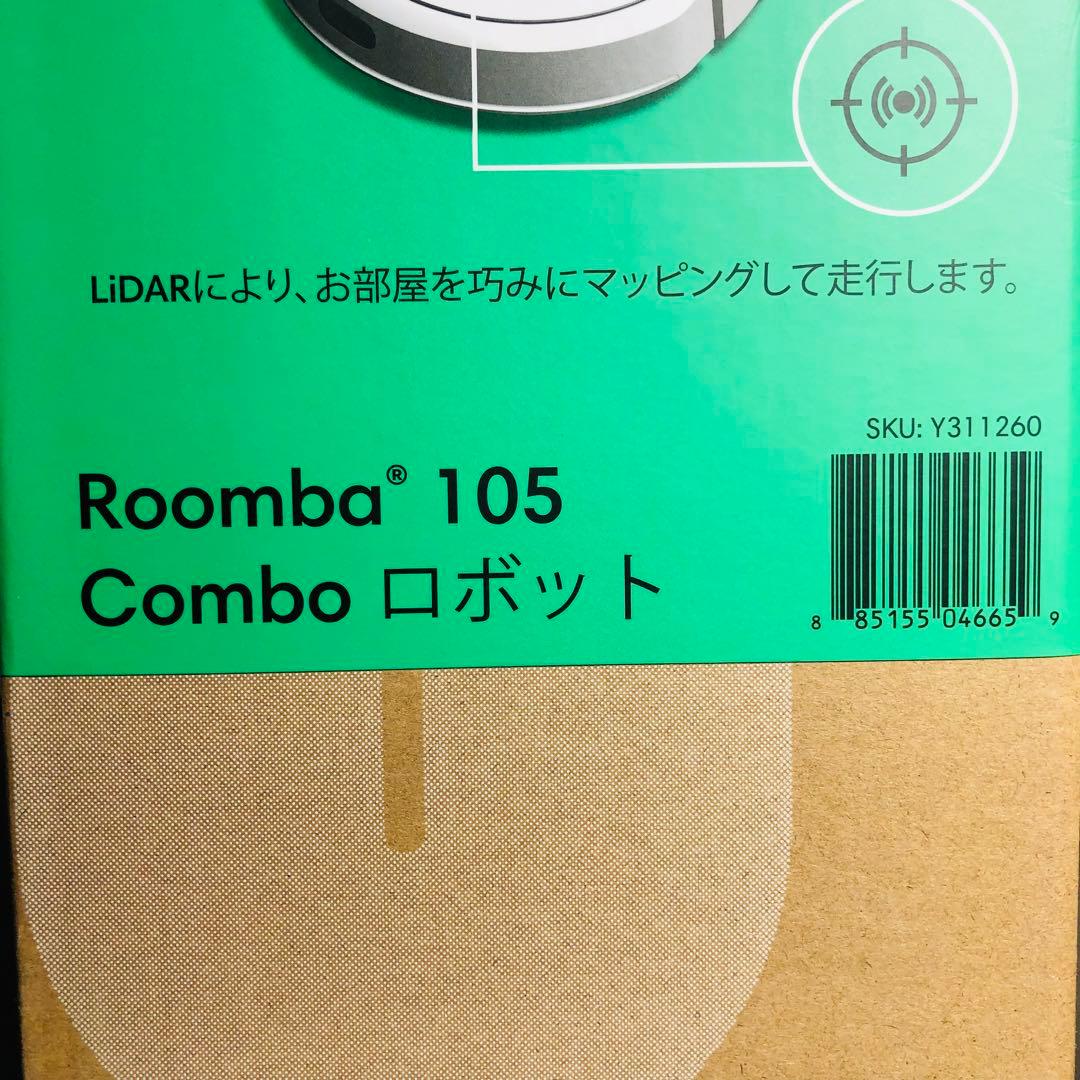 LiDARにより、お部屋を巧みにマッピングして走行します。
SKU: Y311260
Roomba® 105
Combo ロボット
8 85155 04665 9